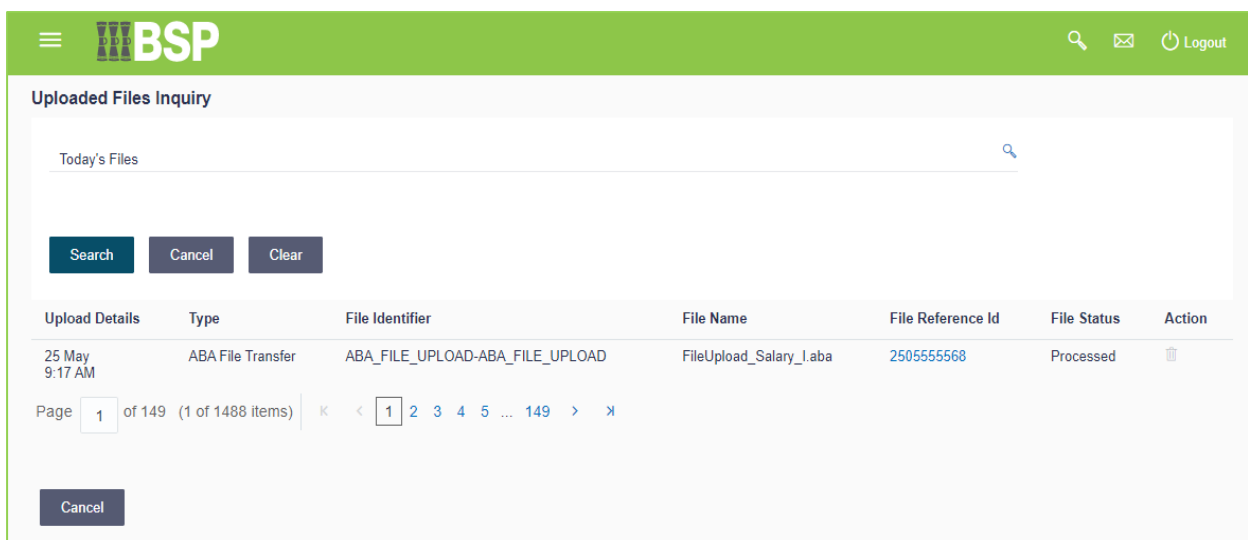 BSP
Logout
Uploaded Files Inquiry
Today's Files
Search Cancel Clear
Upload Details Type File Identifier File Name File Reference Id File Status Action
25 May ABA File Transfer ABA_FILE_UPLOAD-ABA_FILE_UPLOAD FileUpload_Salary_I.aba 2505555568 Processed
9:17 AM
Page 1 of 149 (1 of 1488 items) K < 1 2 3 4 5 ... 149 > Ꞌ
Cancel